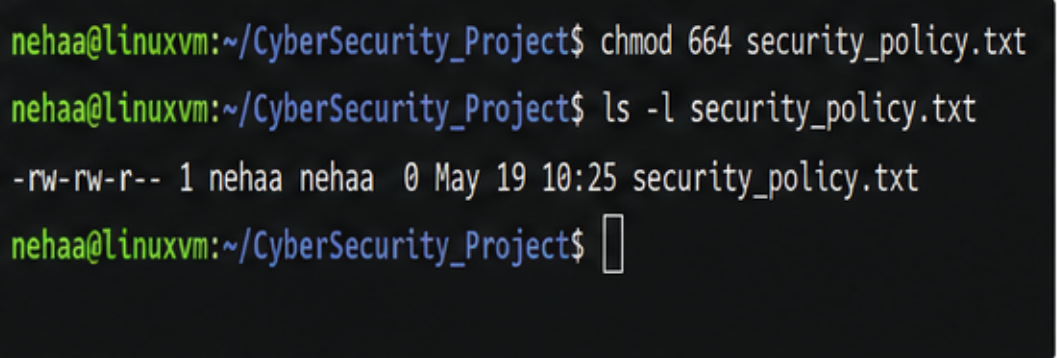 nehaa@linuxvm:~/CyberSecurity_Project$ chmod 664 security_policy.txt
nehaa@linuxvm:~/CyberSecurity_Project$ ls -l security_policy.txt
-rw-rw-r-- 1 nehaa nehaa  0 May 19 10:25 security_policy.txt
nehaa@linuxvm:~/CyberSecurity_Project$